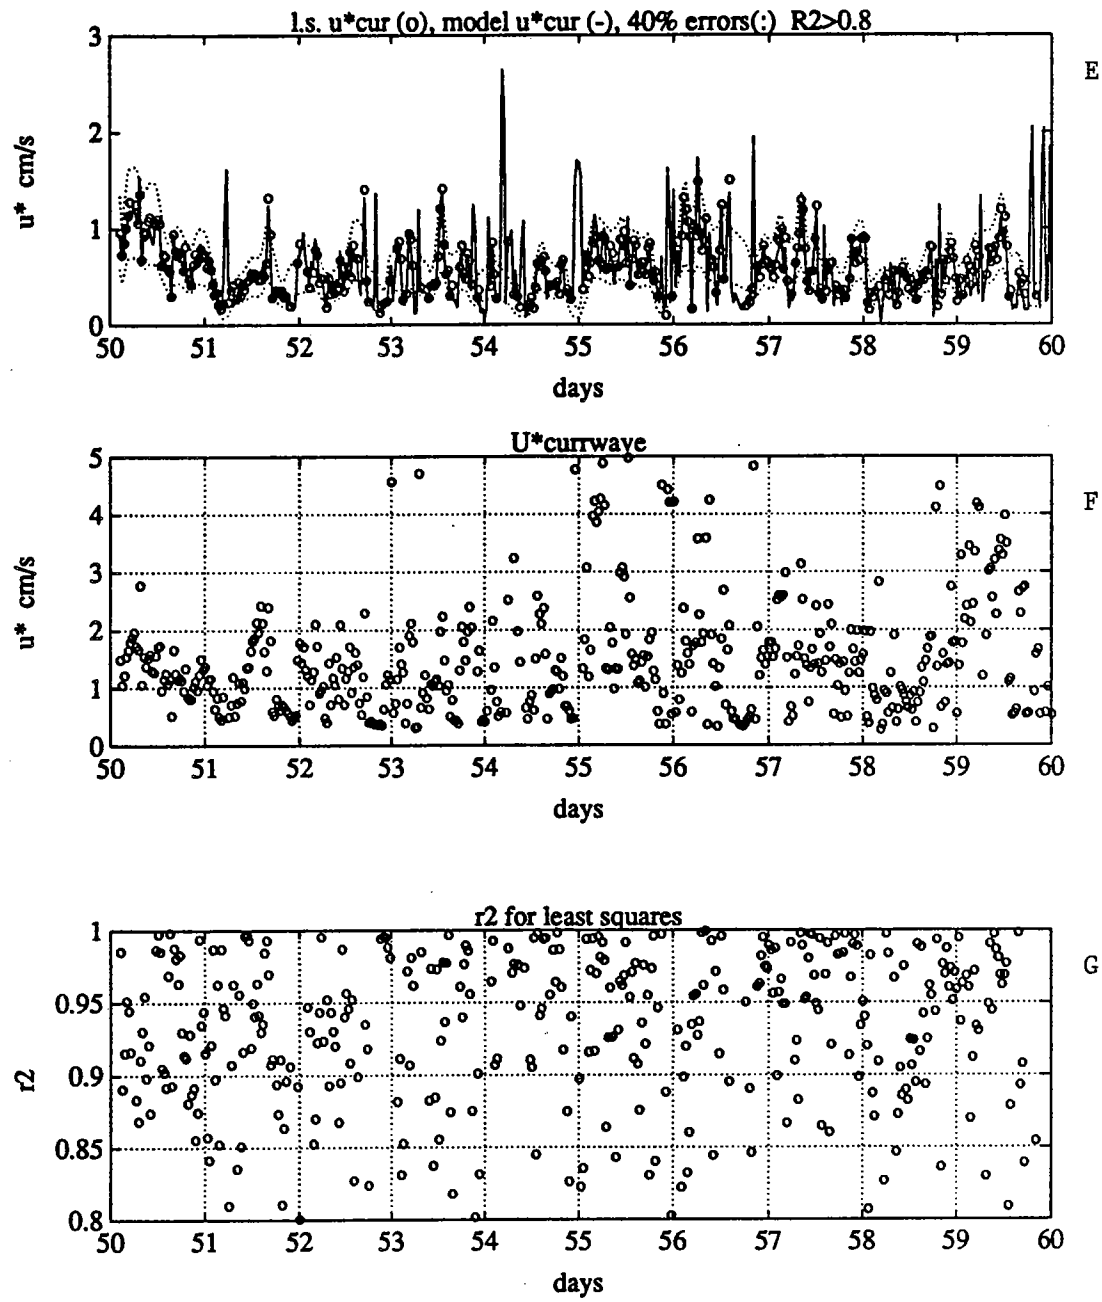 l.s. u*cur (o), model u*cur (-), 40% errors(:) R2>0.8
E
3
2
1
0
u* cm/s
50 51 52 53 54 55 56 57 58 59 60
days
U*currwave
F
5
4
3
2
1
0
u* cm/s
50 51 52 53 54 55 56 57 58 59 60
days
r2 for least squares
G
1
0.95
0.9
0.85
0.8
r2
50 51 52 53 54 55 56 57 58 59 60
days